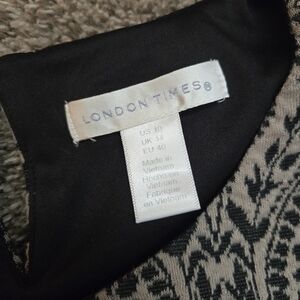 LONDON TIMES®
US 10
UK 14
EU 40
Made in
Vietnam
Hecho en
Vietnam
Fabriqué
en Vietnam